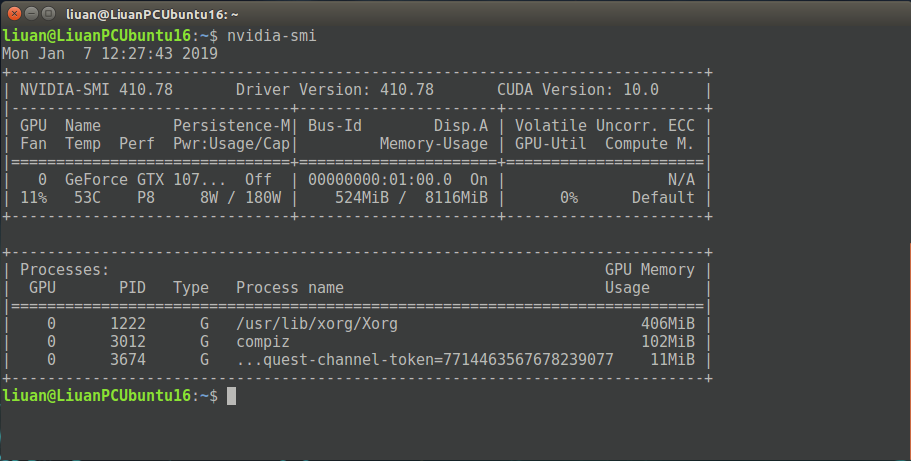 liuan@LiuanPCUbuntu16: ~
liuan@LiuanPCUbuntu16:~$ nvidia-smi
Mon Jan  7 12:27:43 2019
+-----------------------------------------------------------------------------+
| NVIDIA-SMI 410.78       Driver Version: 410.78       CUDA Version: 10.0     |
|-------------------------------+----------------------+----------------------+
| GPU  Name        Persistence-M| Bus-Id        Disp.A | Volatile Uncorr. ECC |
| Fan  Temp  Perf  Pwr:Usage/Cap|         Memory-Usage | GPU-Util  Compute M. |
|===============================+======================+======================|
|   0  GeForce GTX 107...  Off  | 00000000:01:00.0  On |                  N/A |
| 11%   53C    P8     8W / 180W |    524MiB /  8116MiB |      0%      Default |
+-------------------------------+----------------------+----------------------+
+-----------------------------------------------------------------------------+
| Processes:                                                       GPU Memory |
|  GPU       PID   Type   Process name                             Usage      |
|=============================================================================|
|    0      1222      G   /usr/lib/xorg/Xorg                           406MiB |
|    0      3012      G   compiz                                       102MiB |
|    0      3674      G   ...quest-channel-token=7714463567678239077    11MiB |
+-----------------------------------------------------------------------------+
liuan@LiuanPCUbuntu16:~$